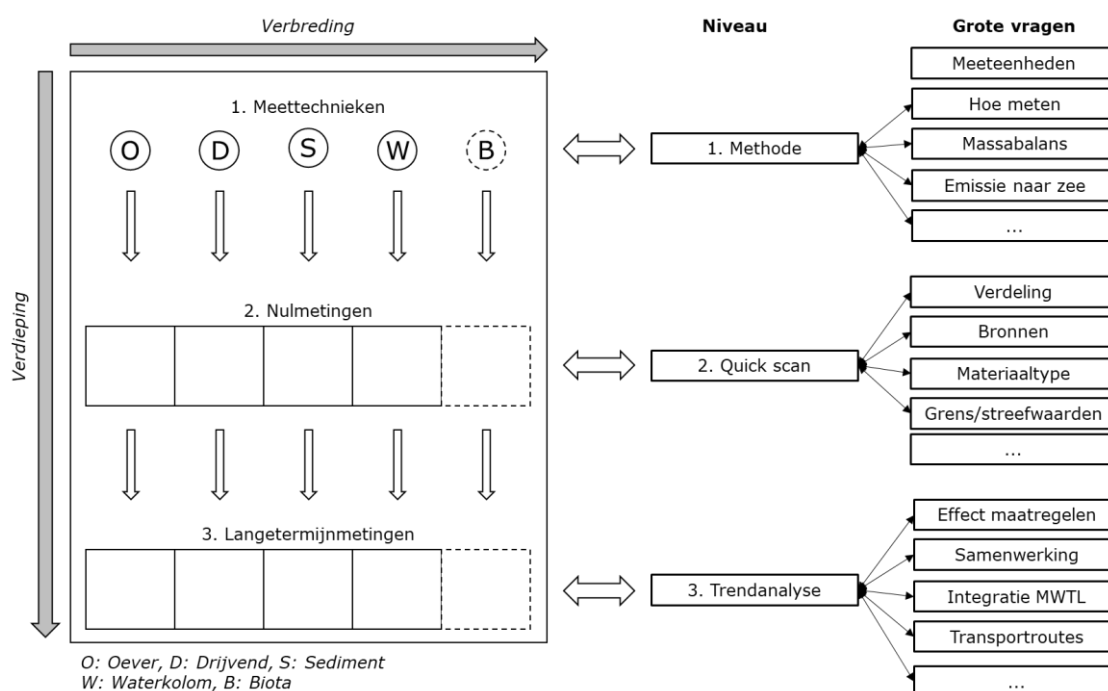 Verbreding
Niveau
Grote vragen
Verdieping
1. Meettechnieken
O
D
S
W
B
2. Nulmetingen
3. Langetermijnmetingen
O: Oever, D: Drijvend, S: Sediment
W: Waterkolom, B: Biota
1. Methode
Meeteenheden
Hoe meten
Massabalans
Emissie naar zee
...
2. Quick scan
Verdeling
Bronnen
Materiaaltype
Grens/streefwaarden
...
3. Trendanalyse
Effect maatregelen
Samenwerking
Integratie MWTL
Transportroutes
...